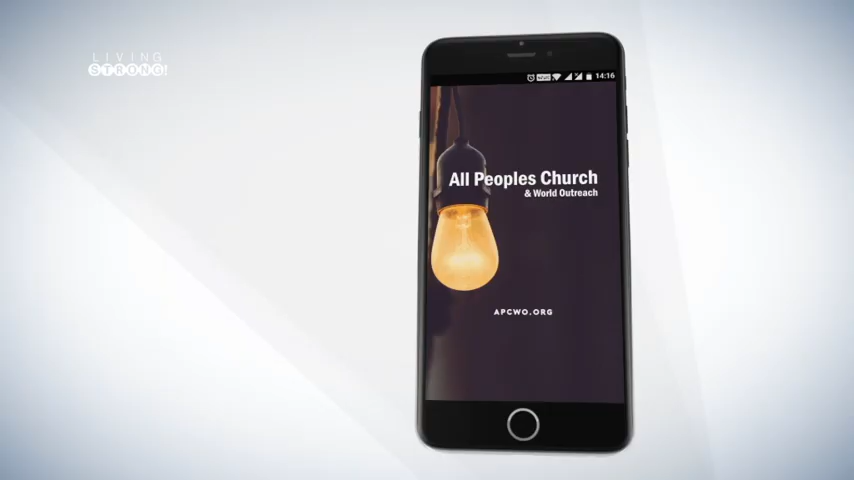 LIVING
STRONG!
14:16
All Peoples Church
& World Outreach
APCWO.ORG